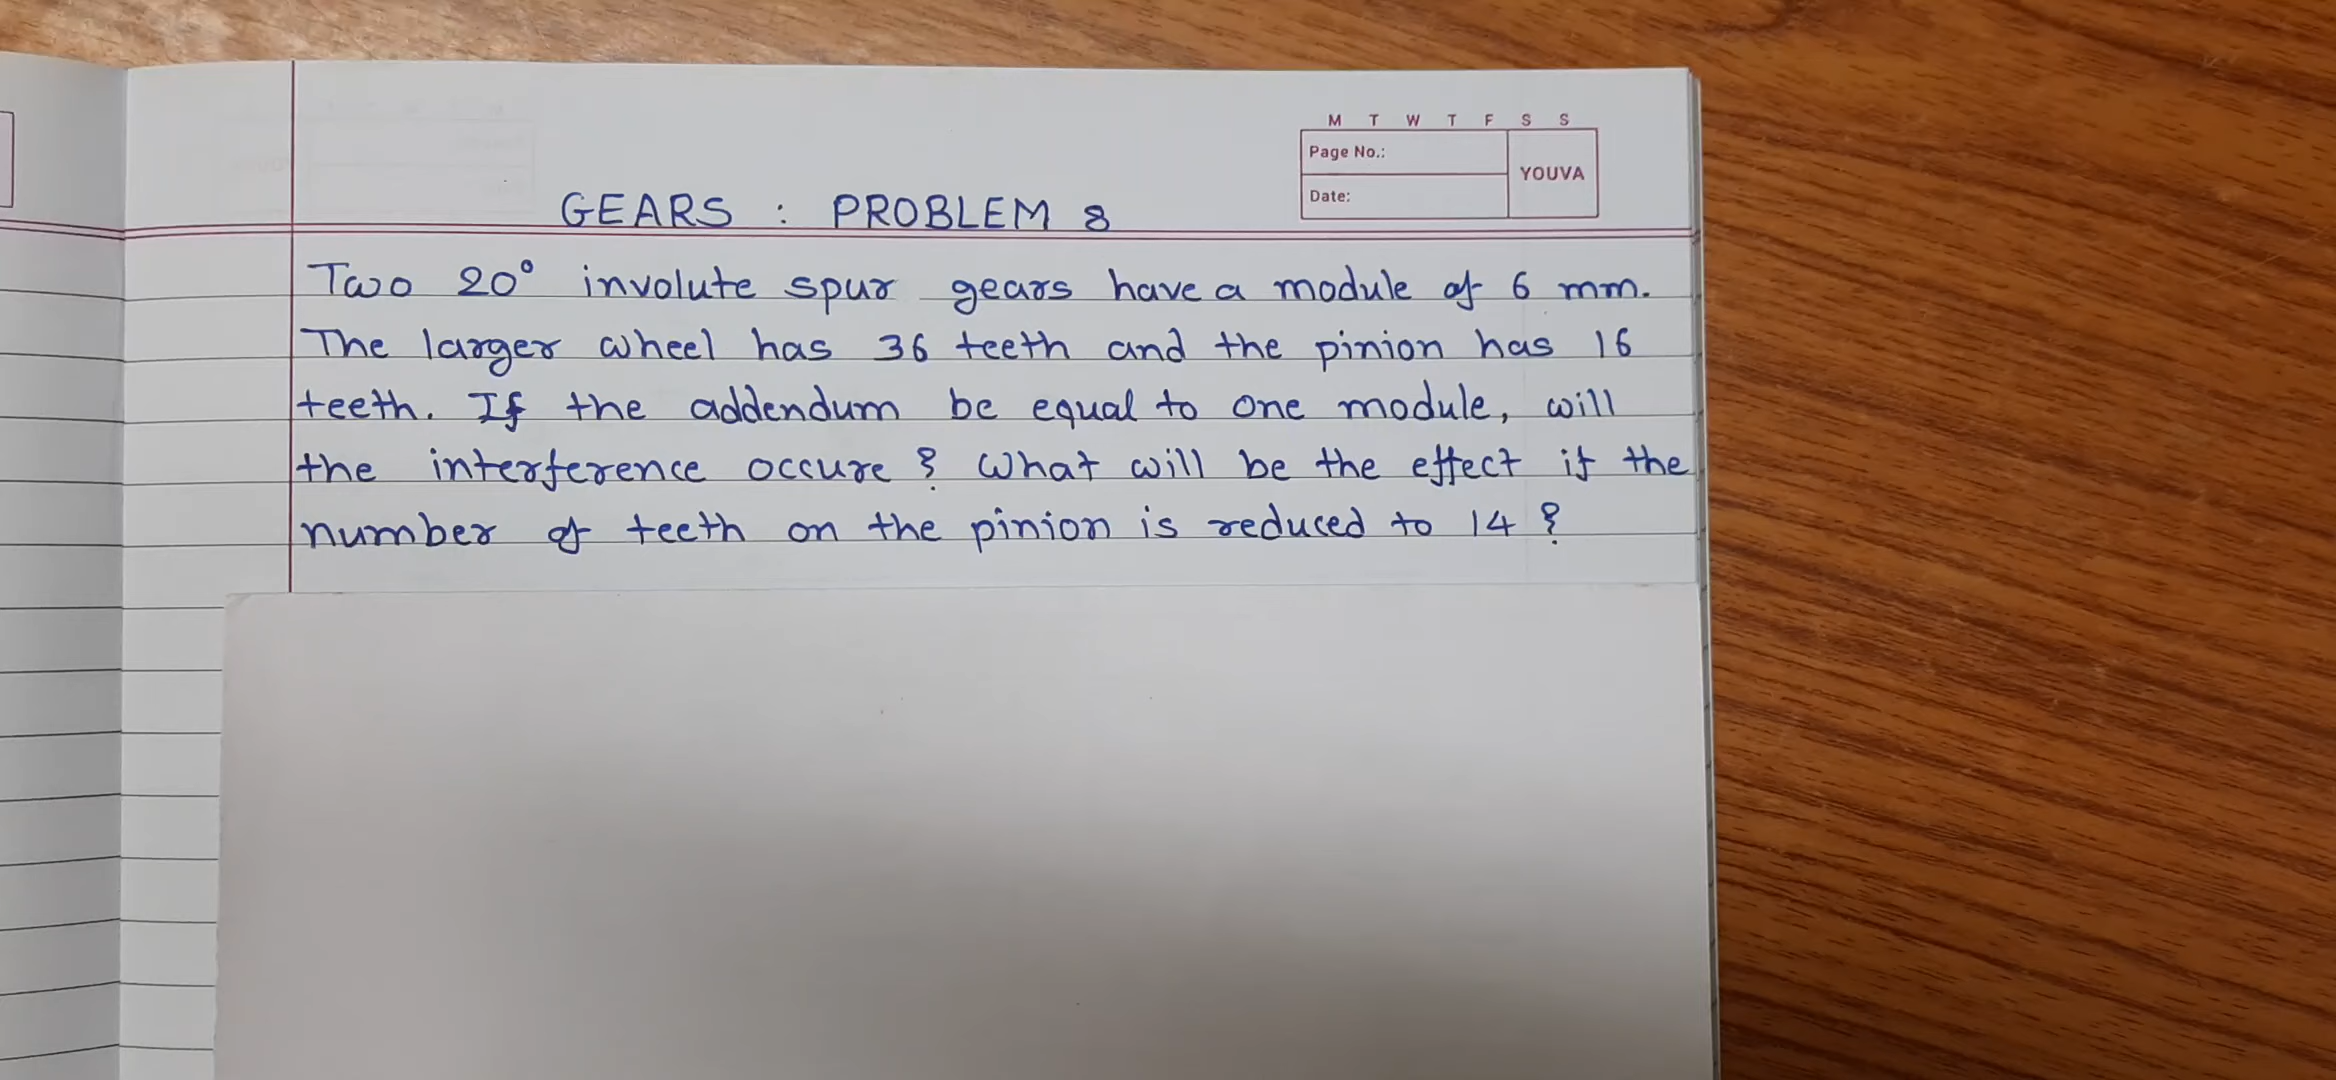 M T W T F S S
Page No.:
YOUVA
Date:
GEARS : PROBLEM 8
Two 20° involute spur gears have a module of 6 mm.
The larger wheel has 36 teeth and the pinion has 16
teeth. If the addendum be equal to one module, will
the interference occure ? What will be the effect if the
number of teeth on the pinion is reduced to 14 ?